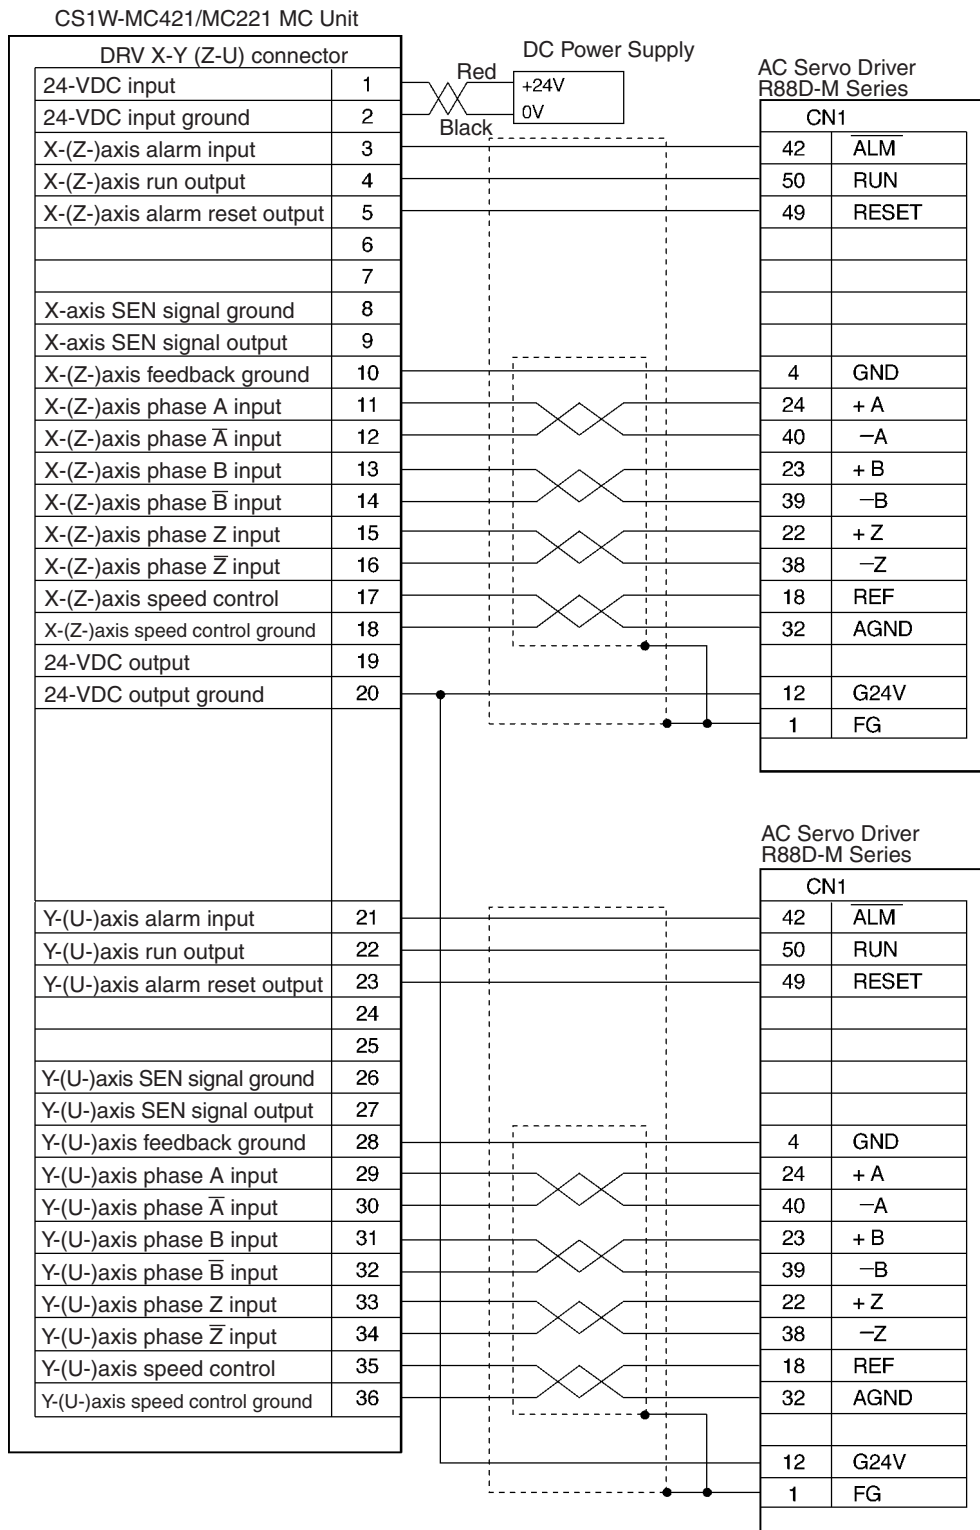 CS1W-MC421/MC221 MC Unit
DRV X-Y (Z-U) connector
DC Power Supply
Red
+24V
0V
Black
AC Servo Driver
R88D-M Series
CN1
24-VDC input 1
24-VDC input ground 2
X-(Z-)axis alarm input 3 42 A̅L̅M̅
X-(Z-)axis run output 4 50 RUN
X-(Z-)axis alarm reset output 5 49 RESET
6
7
X-axis SEN signal ground 8
X-axis SEN signal output 9
X-(Z-)axis feedback ground 10 4 GND
X-(Z-)axis phase A input 11 24 + A
X-(Z-)axis phase A̅ input 12 40 −A
X-(Z-)axis phase B input 13 23 + B
X-(Z-)axis phase B̅ input 14 39 −B
X-(Z-)axis phase Z input 15 22 + Z
X-(Z-)axis phase Z̅ input 16 38 −Z
X-(Z-)axis speed control 17 18 REF
X-(Z-)axis speed control ground 18 32 AGND
24-VDC output 19
24-VDC output ground 20 12 G24V
1 FG
AC Servo Driver
R88D-M Series
CN1
Y-(U-)axis alarm input 21 42 A̅L̅M̅
Y-(U-)axis run output 22 50 RUN
Y-(U-)axis alarm reset output 23 49 RESET
24
25
Y-(U-)axis SEN signal ground 26
Y-(U-)axis SEN signal output 27
Y-(U-)axis feedback ground 28 4 GND
Y-(U-)axis phase A input 29 24 + A
Y-(U-)axis phase A̅ input 30 40 −A
Y-(U-)axis phase B input 31 23 + B
Y-(U-)axis phase B̅ input 32 39 −B
Y-(U-)axis phase Z input 33 22 + Z
Y-(U-)axis phase Z̅ input 34 38 −Z
Y-(U-)axis speed control 35 18 REF
Y-(U-)axis speed control ground 36 32 AGND
12 G24V
1 FG